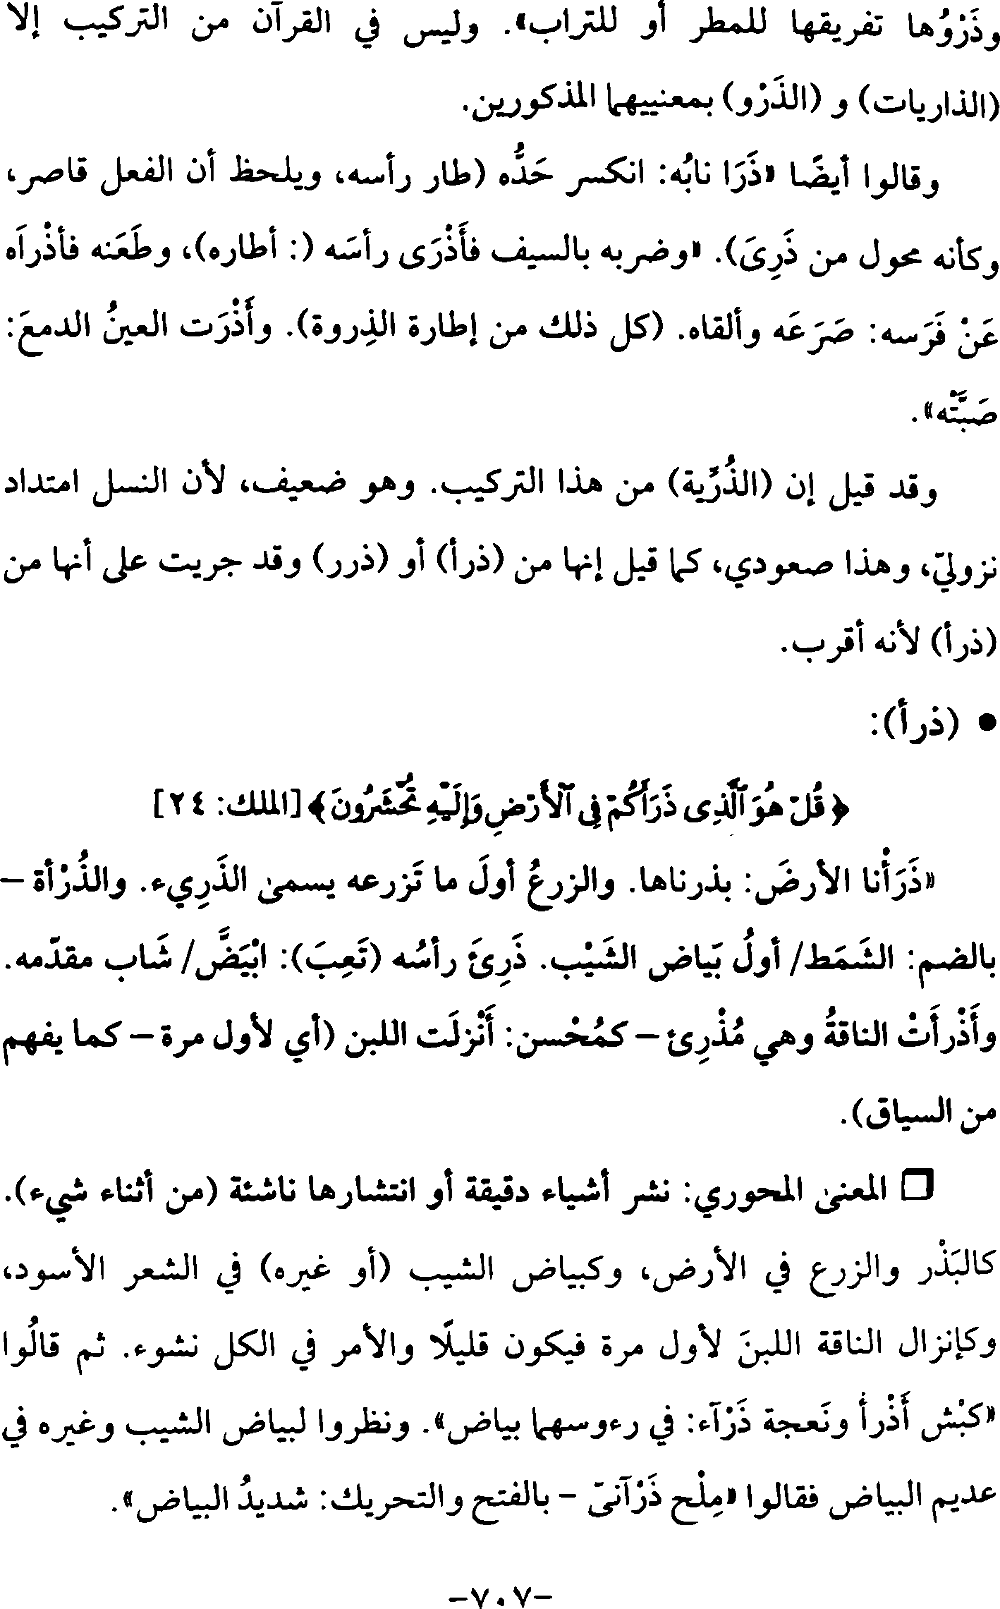 وذَرْوُها تفريقها للمطر أو للتراب». وليس في القرآن من التركيب إلا
(الذاريات) و (الذَرْو) بمعنييهما المذكورين.
وقالوا أيضًا «ذَرَا نابُه: انكسر حَدُّه (طار رأسه، ويلحظ أن الفعل قاصر،
وكأنه محول من ذَرِىَ). «وضربه بالسيف فأَذْرَى رأسَه (: أطاره)، وطَعَنه فأذْراَه
عَنْ فَرَسه: صَرَعَه وألقاه. (كل ذلك من إطارة الذِروة). وأَذْرَت العينُ الدمعَ:
صَبَّتْه».
وقد قيل إن (الذُرِّية) من هذا التركيب. وهو ضعيف، لأن النسل امتداد
نزوليّ، وهذا صعودي، كما قيل إنها من (ذرأ) أو (ذرر) وقد جريت على أنها من
(ذرأ) لأنه أقرب.
• (ذرأ):
﴿قُلْ هُوَ ٱلَّذِى ذَرَأَكُمْ فِى ٱلْأَرْضِ وَإِلَيْهِ تُحْشَرُونَ﴾ [الملك: ٢٤]
«ذَرَأْنا الأرضَ: بذرناها. والزرعُ أولَ ما تَزرعه يسمى الذَرِيء. والذُرْأة –
بالضم: الشَمَط/ أولُ بَياض الشَيْب. ذَرِئَ رأسُه (تَعِبَ): ابْيَضَّ/ شَاب مقدّمه.
وأَذْرأَتْ الناقةُ وهي مُذْرِئ – كمُحْسن: أَنْزلَت اللبن (أي لأول مرة – كما يفهم
من السياق).
❑ المعنى المحوري: نشر أشياء دقيقة أو انتشارها ناشئة (من أثناء شيء).
كالبَذْر والزرع في الأرض، وكبياض الشيب (أو غيره) في الشعر الأسود،
وكإنزال الناقة اللبنَ لأول مرة فيكون قليلًا والأمر في الكل نشوء. ثم قالُوا
«كبْش أَذْرأُ ونَعجة ذَرْآء: في رءوسهما بياض». ونظروا لبياض الشيب وغيره في
عديم البياض فقالوا «مِلْح ذَرْآنىّ – بالفتح والتحريك: شديدُ البياض».
–٧٠٧–